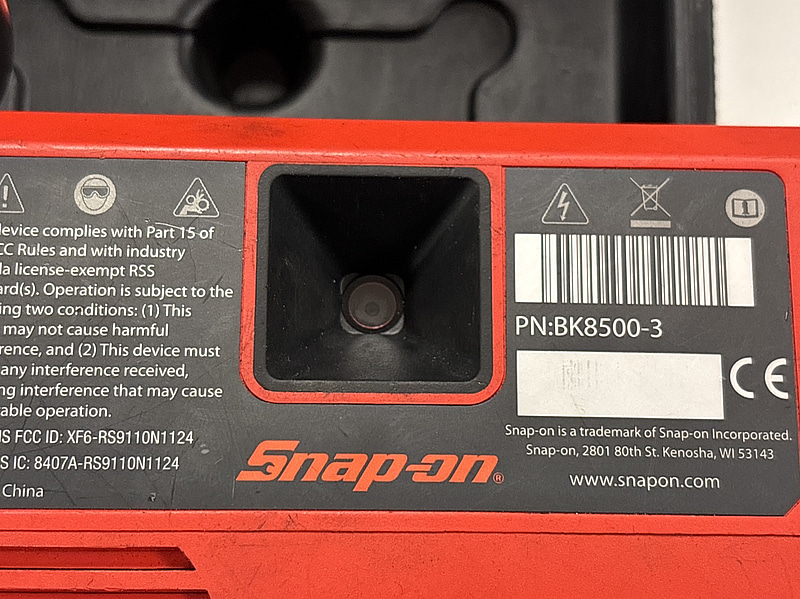 device complies with Part 15 of
CC Rules and with industry
da license-exempt RSS
ard(s). Operation is subject to the
ing two conditions: (1) This
may not cause harmful
rence, and (2) This device must
any interference received,
ng interference that may cause
able operation.
NS FCC ID: XF6-RS9110N1124
S IC: 8407A-RS9110N1124
China
Snap-on®
PN:BK8500-3
CE
Snap-on is a trademark of Snap-on Incorporated.
Snap-on, 2801 80th St. Kenosha, WI 53143
www.snapon.com